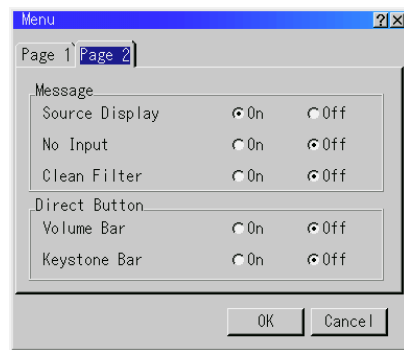 Menu
Page 1 Page 2
Message
Source Display On Off
No Input On Off
Clean Filter On Off
Direct Button
Volume Bar On Off
Keystone Bar On Off
OK Cancel